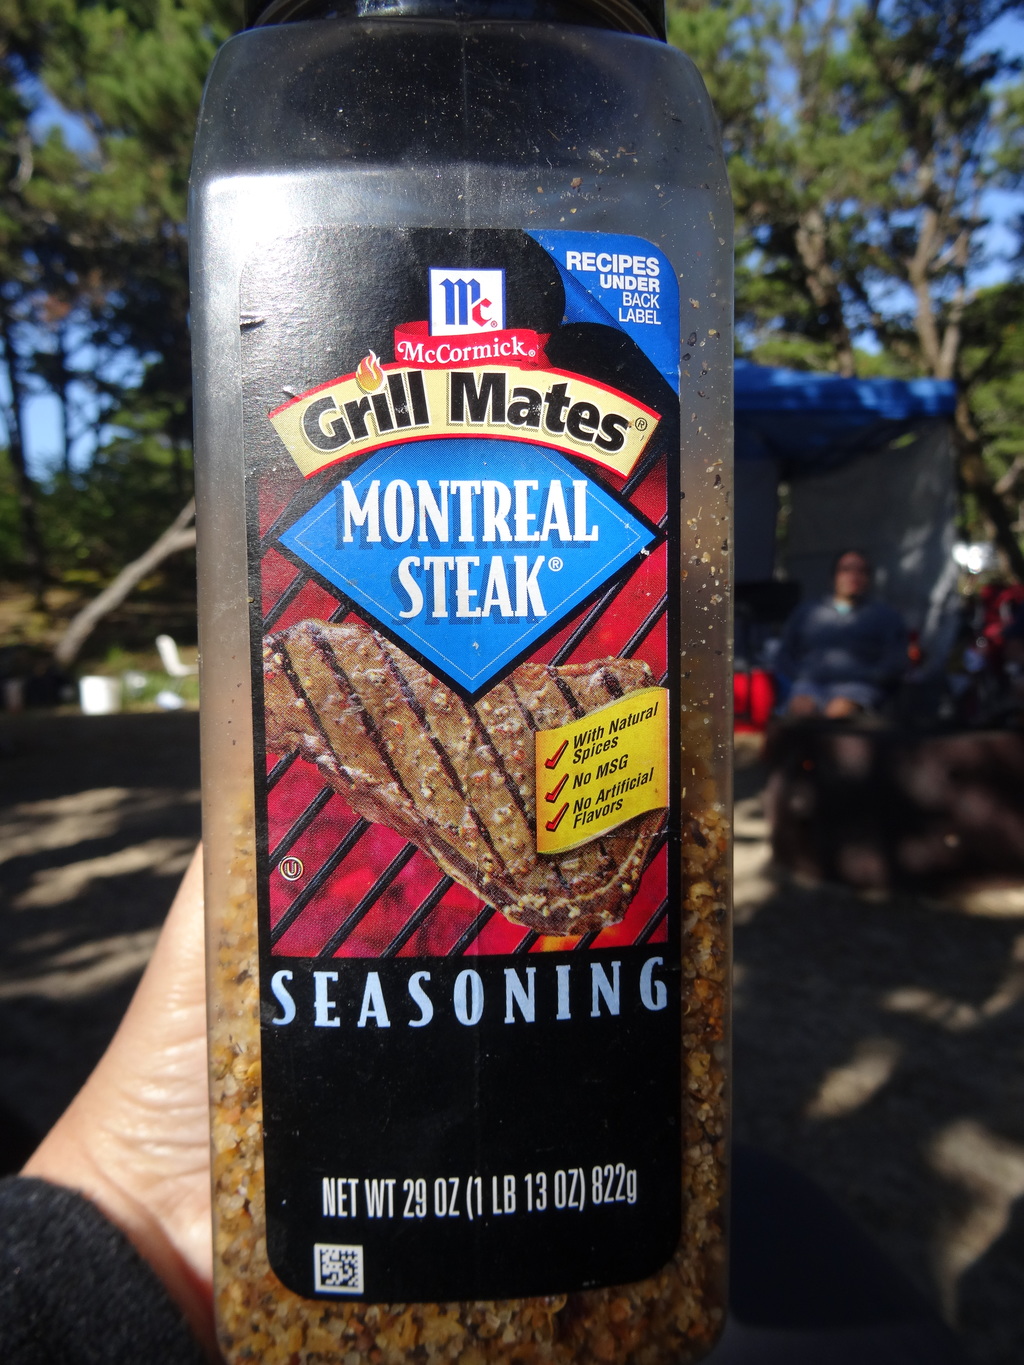 RECIPES
UNDER
BACK
LABEL
Mc®
McCormick®
Grill Mates®
MONTREAL
STEAK®
With Natural
Spices
No MSG
No Artificial
Flavors
U
SEASONING
NET WT 29 OZ (1 LB 13 OZ) 822g